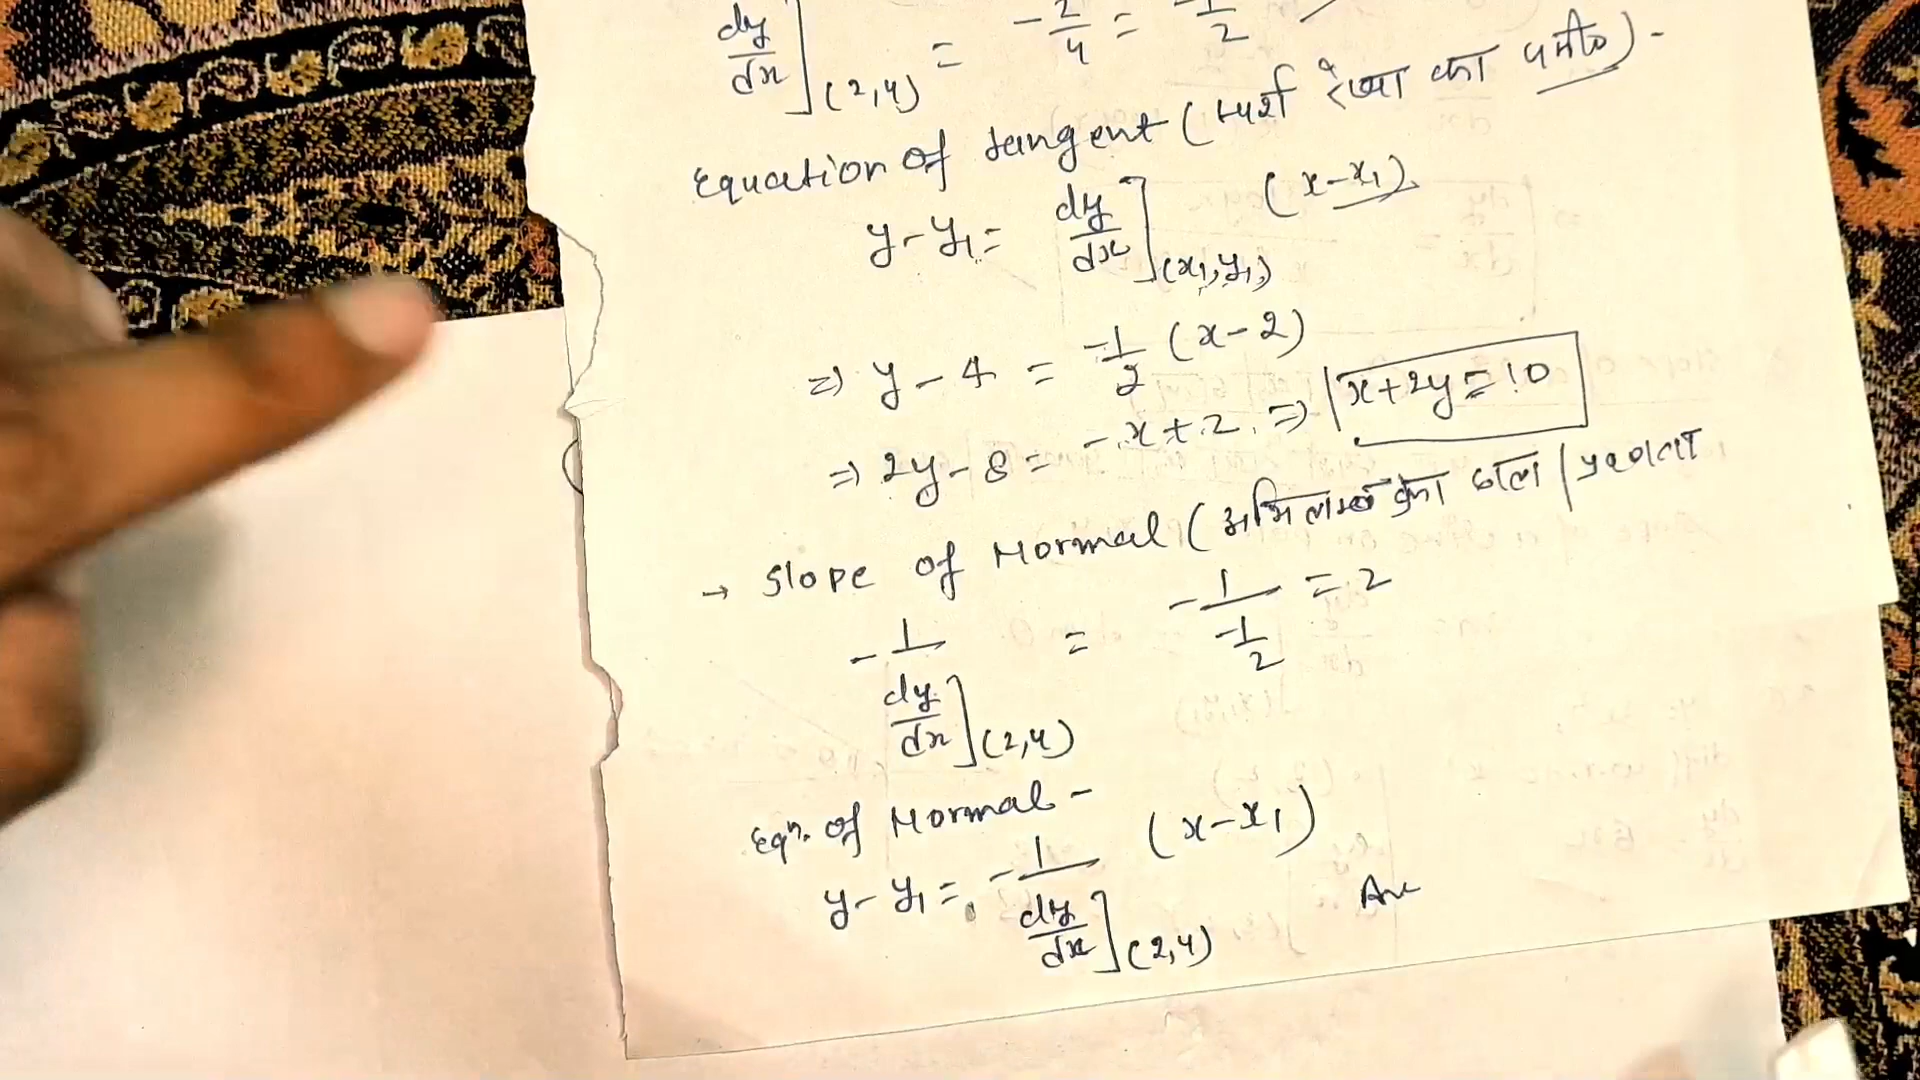 dy/dx](2,4) = -2/4 = -1/2
Equation of tangent (स्पर्श रेखा का समी०) -
y - y1 = dy/dx](x1,y1) (x-x1)
=> y - 4 = -1/2 (x-2)
=> 2y - 8 = -x + 2 => x+2y = 10
→ Slope of Normal (अभिलम्ब का ढाल / प्रवणता
-1/dy/dx](2,4) = -1/-1/2 = 2
Eqn. of Normal -
y - y1 = -1/dy/dx](2,4) (x-x1)